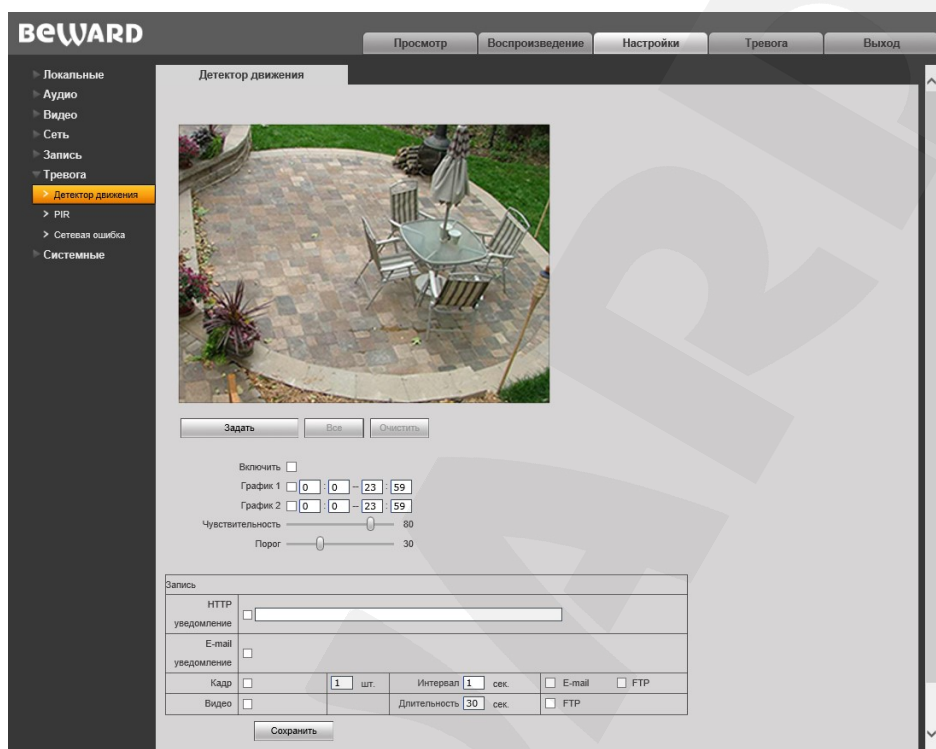 BEWARD
Просмотр Воспроизведение Настройки Тревога Выход
Локальные
Аудио
Видео
Сеть
Запись
Тревога
> Детектор движения
> PIR
> Сетевая ошибка
Системные
Детектор движения
Задать Все Очистить
Включить
График 1 0 : 0 – 23 : 59
График 2 0 : 0 – 23 : 59
Чувствительность 80
Порог 30
Запись
HTTP
уведомление
E-mail
уведомление
Кадр 1 шт. Интервал 1 сек. E-mail FTP
Видео Длительность 30 сек. FTP
Сохранить